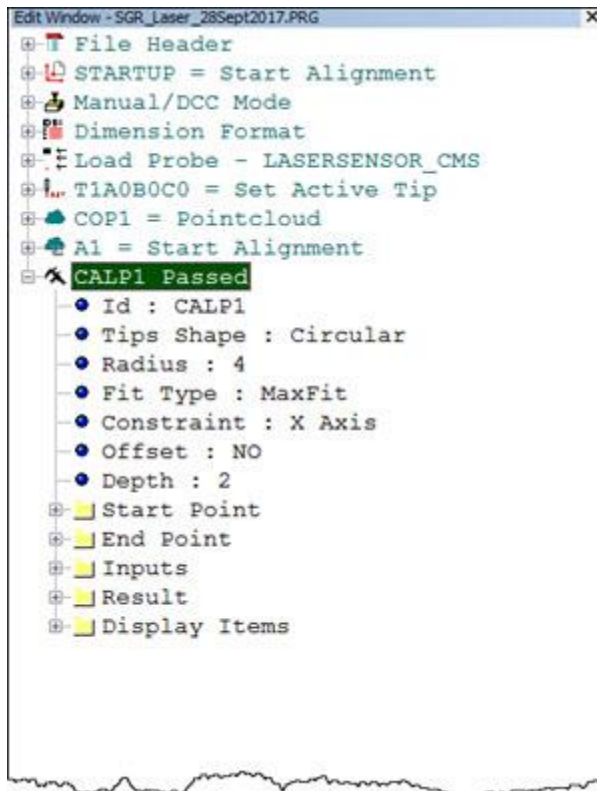 Edit Window - SGR_Laser_28Sept2017.PRG
File Header
STARTUP = Start Alignment
Manual/DCC Mode
Dimension Format
Load Probe - LASERSENSOR_CMS
T1A0B0C0 = Set Active Tip
COP1 = Pointcloud
A1 = Start Alignment
CALP1 Passed
Id : CALP1
Tips Shape : Circular
Radius : 4
Fit Type : MaxFit
Constraint : X Axis
Offset : NO
Depth : 2
Start Point
End Point
Inputs
Result
Display Items